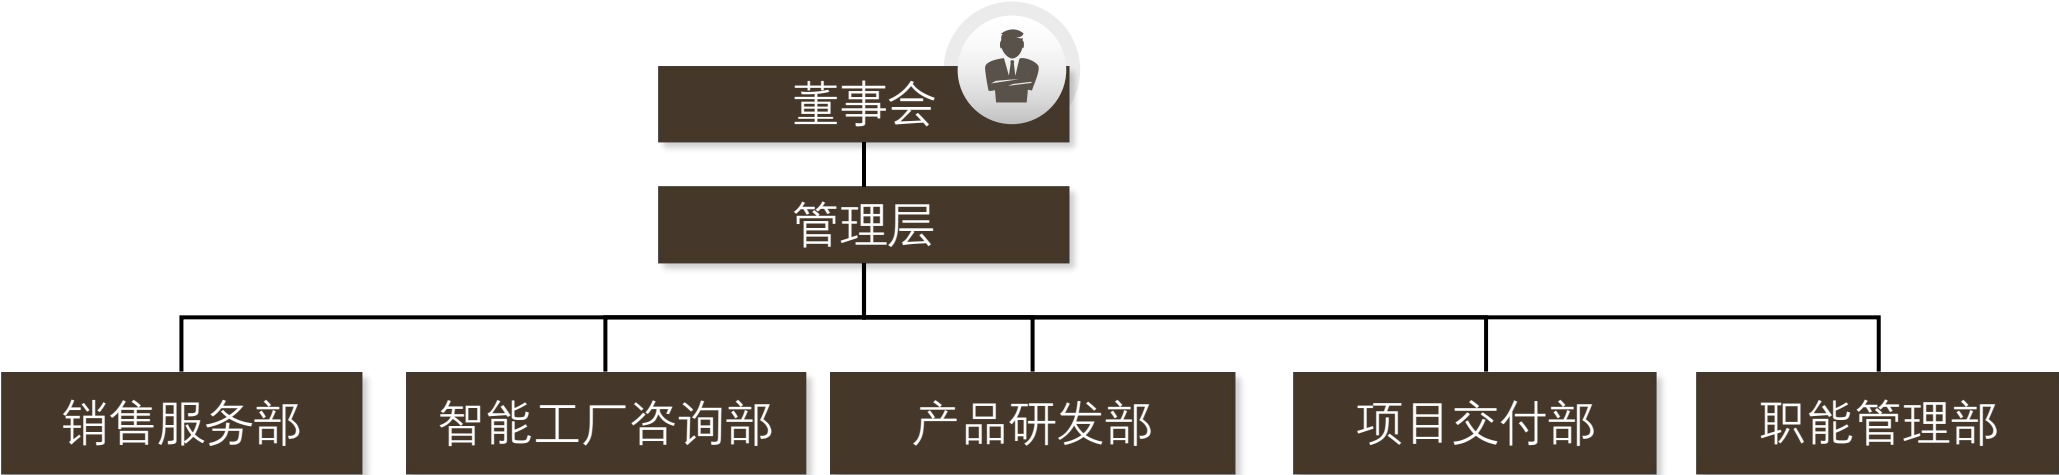 董事会
管理层
销售服务部
智能工厂咨询部
产品研发部
项目交付部
职能管理部